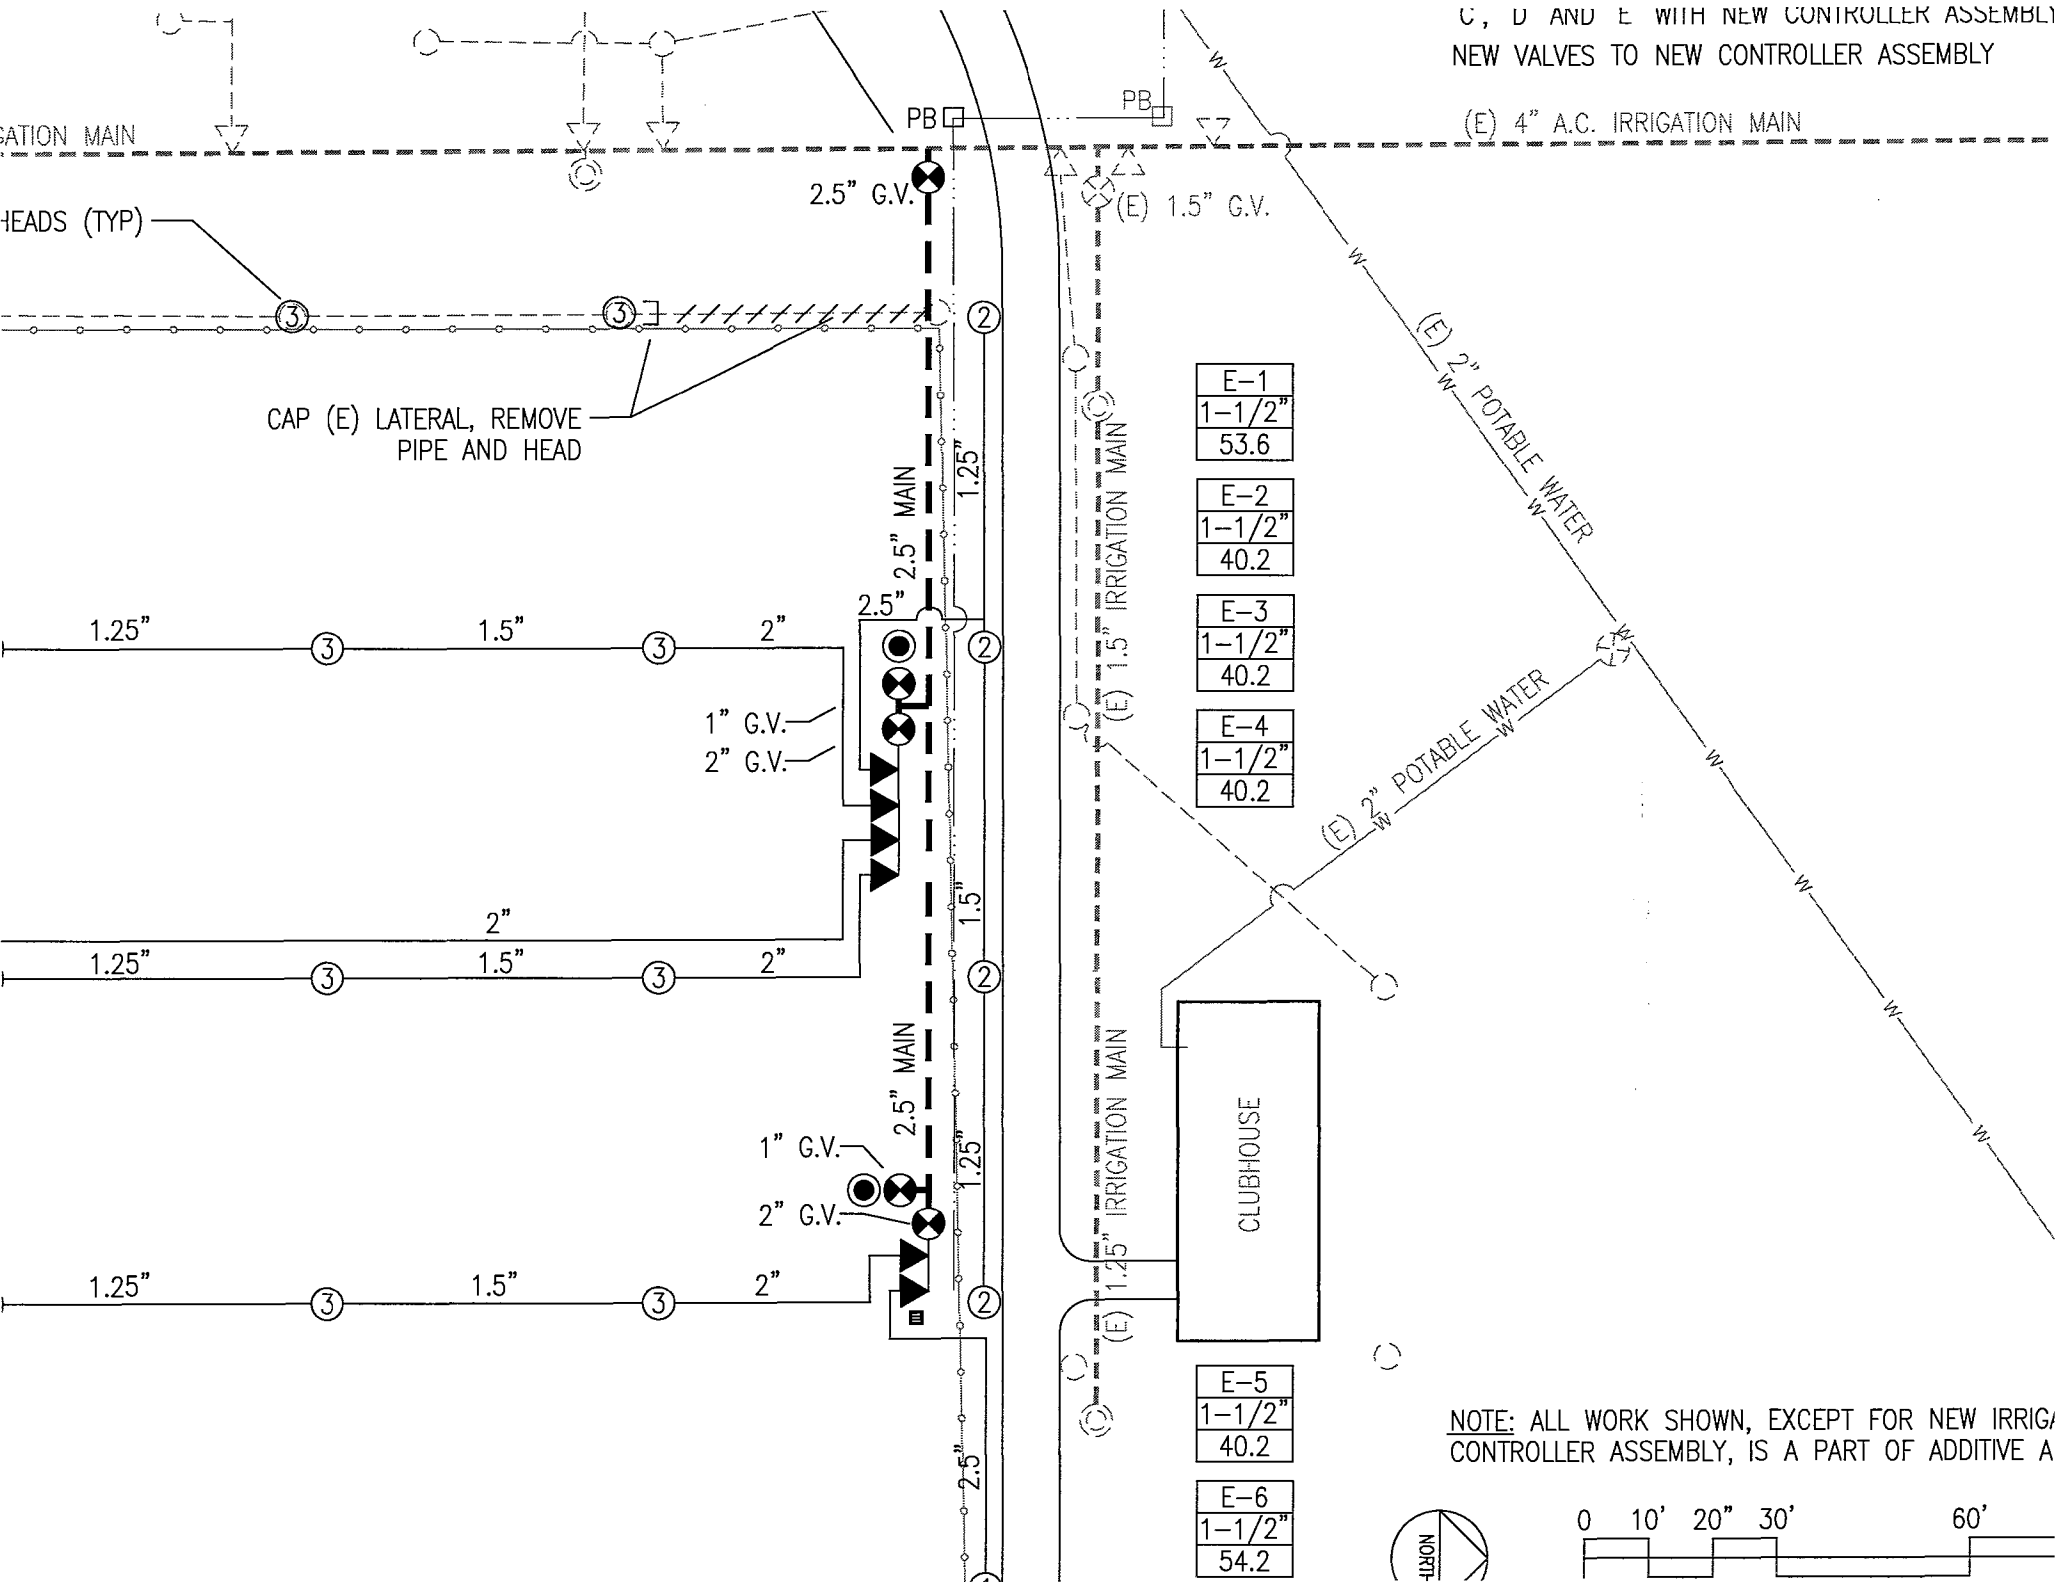 C, D AND E WITH NEW CONTROLLER ASSEMBLY
NEW VALVES TO NEW CONTROLLER ASSEMBLY
PB
PB
MAIN
(E) 4" A.C. IRRIGATION MAIN
2.5" G.V.
(E) 1.5" G.V.
HEADS (TYP)
3
3
2
CAP (E) LATERAL, REMOVE
PIPE AND HEAD
1.25"
2.5" MAIN
(E) 1.5" IRRIGATION MAIN
(E) 2" POTABLE WATER
W
W
W
W
W
W
W
W
W
W
E-1
1-1/2"
53.6
E-2
1-1/2"
40.2
E-3
1-1/2"
40.2
E-4
1-1/2"
40.2
1.25"
3
1.5"
3
2"
2.5"
2
1" G.V.
2" G.V.
(E) 2" POTABLE WATER
W
W
2"
1.5"
1.25"
3
1.5"
3
2"
2
2.5" MAIN
(E) 1.25" IRRIGATION MAIN
CLUBHOUSE
1" G.V.
1.25"
2" G.V.
1.25"
3
1.5"
3
2"
2
2.5"
E-5
1-1/2"
40.2
E-6
1-1/2"
54.2
NOTE: ALL WORK SHOWN, EXCEPT FOR NEW
CONTROLLER ASSEMBLY, IS A PART OF ADDITIVE
NORTH
0 10' 20" 30' 60'